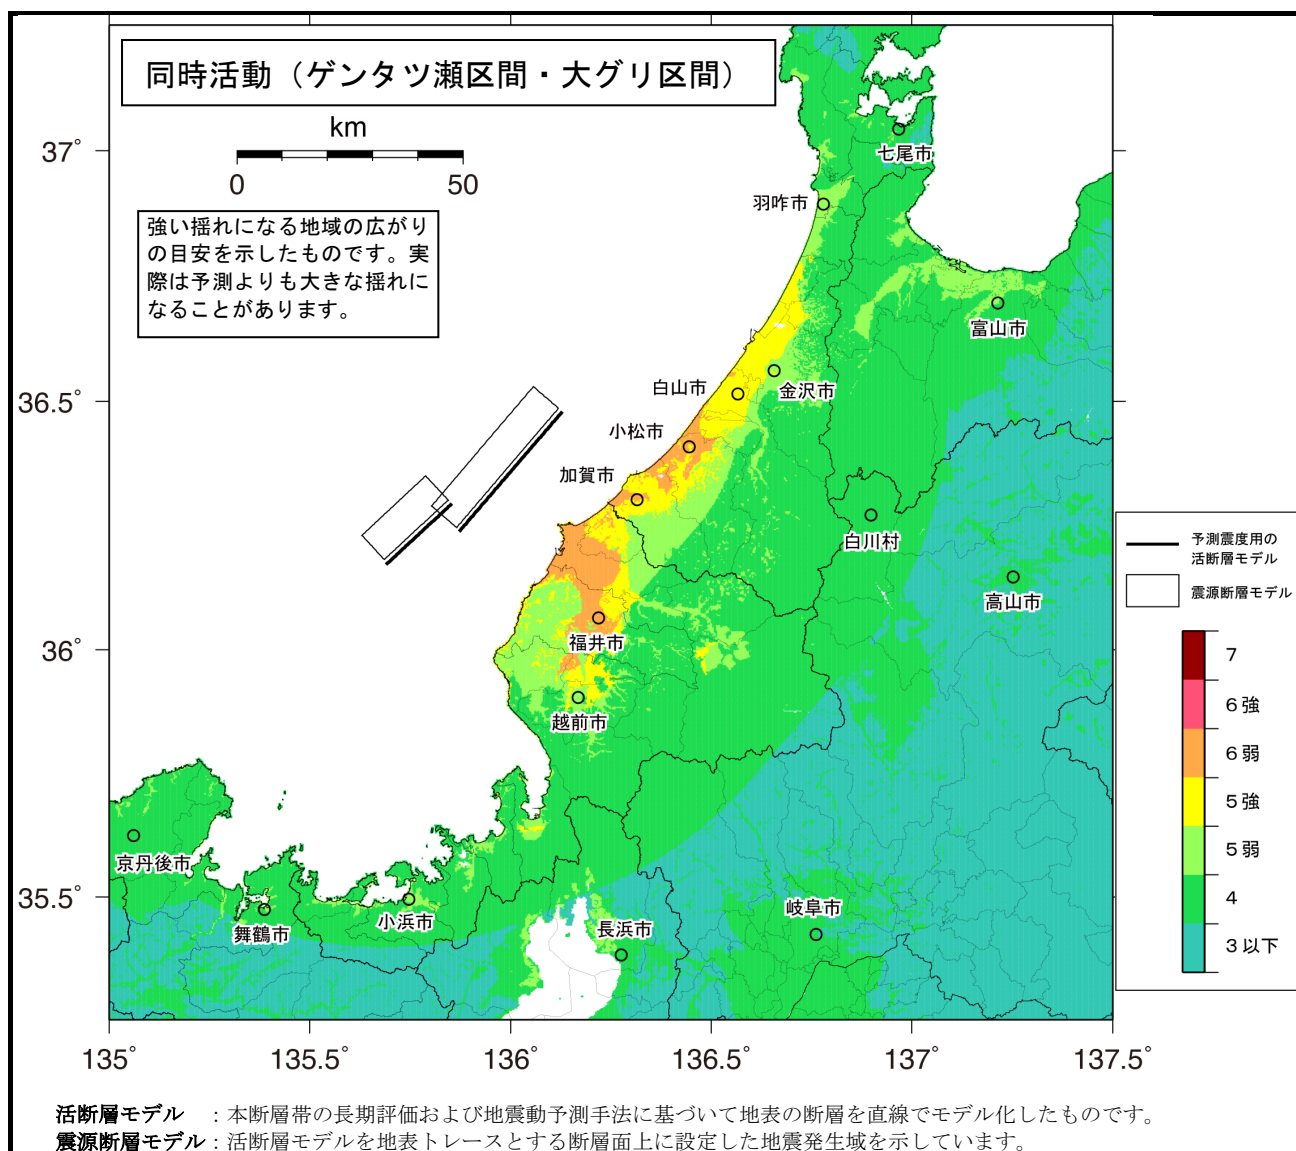 同時活動（ゲンタツ瀬区間・大グリ区間）
km
0
50
強い揺れになる地域の広がり
の目安を示したものです。実
際は予測よりも大きな揺れに
なることがあります。
37°
36.5°
36°
35.5°
135°
135.5°
136°
136.5°
137°
137.5°
七尾市
羽咋市
富山市
白山市
金沢市
小松市
加賀市
白川村
高山市
福井市
越前市
京丹後市
舞鶴市
小浜市
長浜市
岐阜市
予測震度用の
活断層モデル
震源断層モデル
7
6強
6弱
5強
5弱
4
3以下
活断層モデル ：本断層帯の長期評価および地震動予測手法に基づいて地表の断層を直線でモデル化したものです。
震源断層モデル：活断層モデルを地表トレースとする断層面上に設定した地震発生域を示しています。